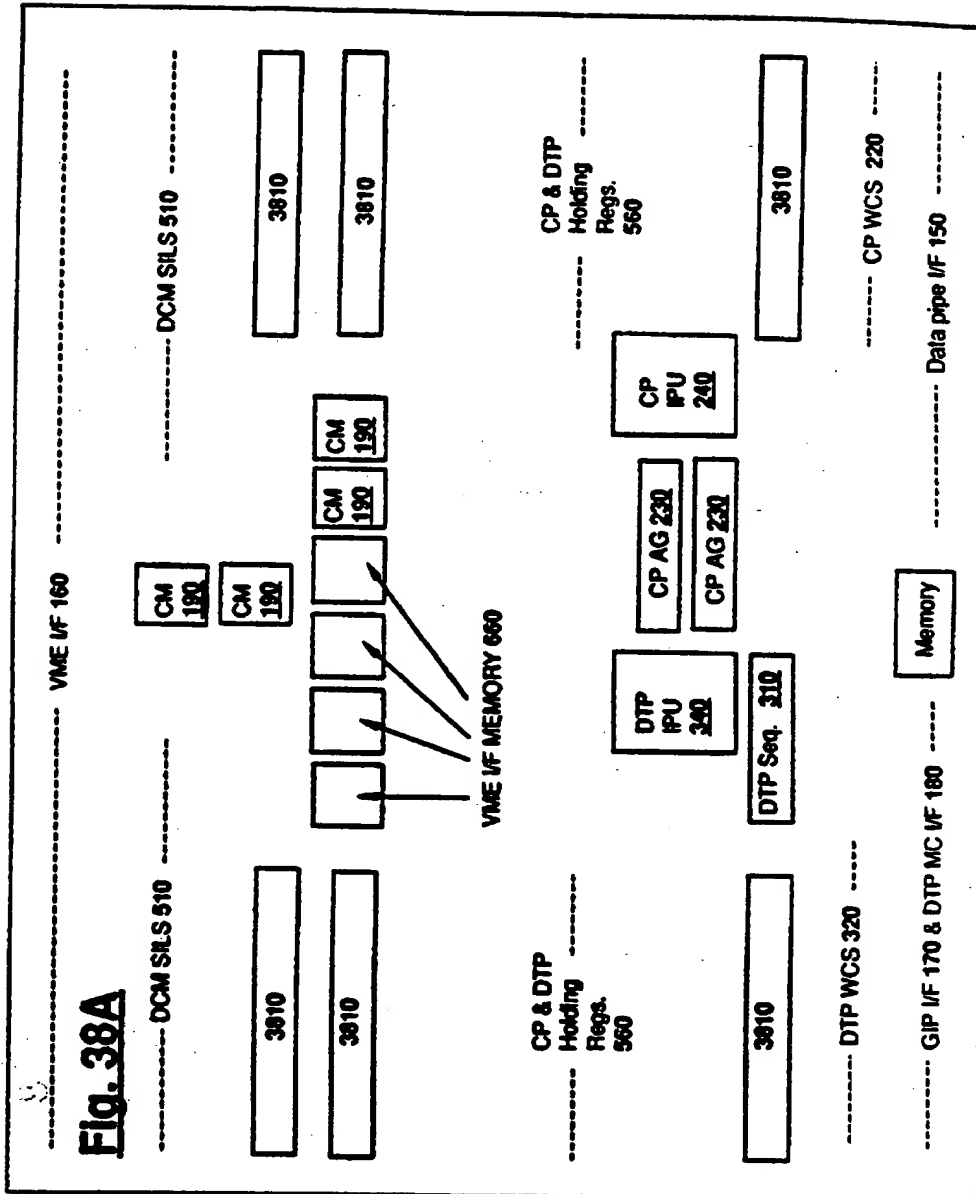 Fig. 38A
VME I/F 160
DCM SILS 510
DCM SILS 510
CM
190
CM
190
3810
3810
3810
3810
CM
190
CM
190
VME I/F MEMORY 660
CP & DTP
Holding
Regs.
560
CP & DTP
Holding
Regs.
560
DTP
IPU
340
CP AG 230
CP AG 230
CP
IPU
240
3810
DTP Seq. 310
3810
DTP WCS 320
CP WCS 220
GIP I/F 170 & DTP MC I/F 180
Memory
Data pipe I/F 150